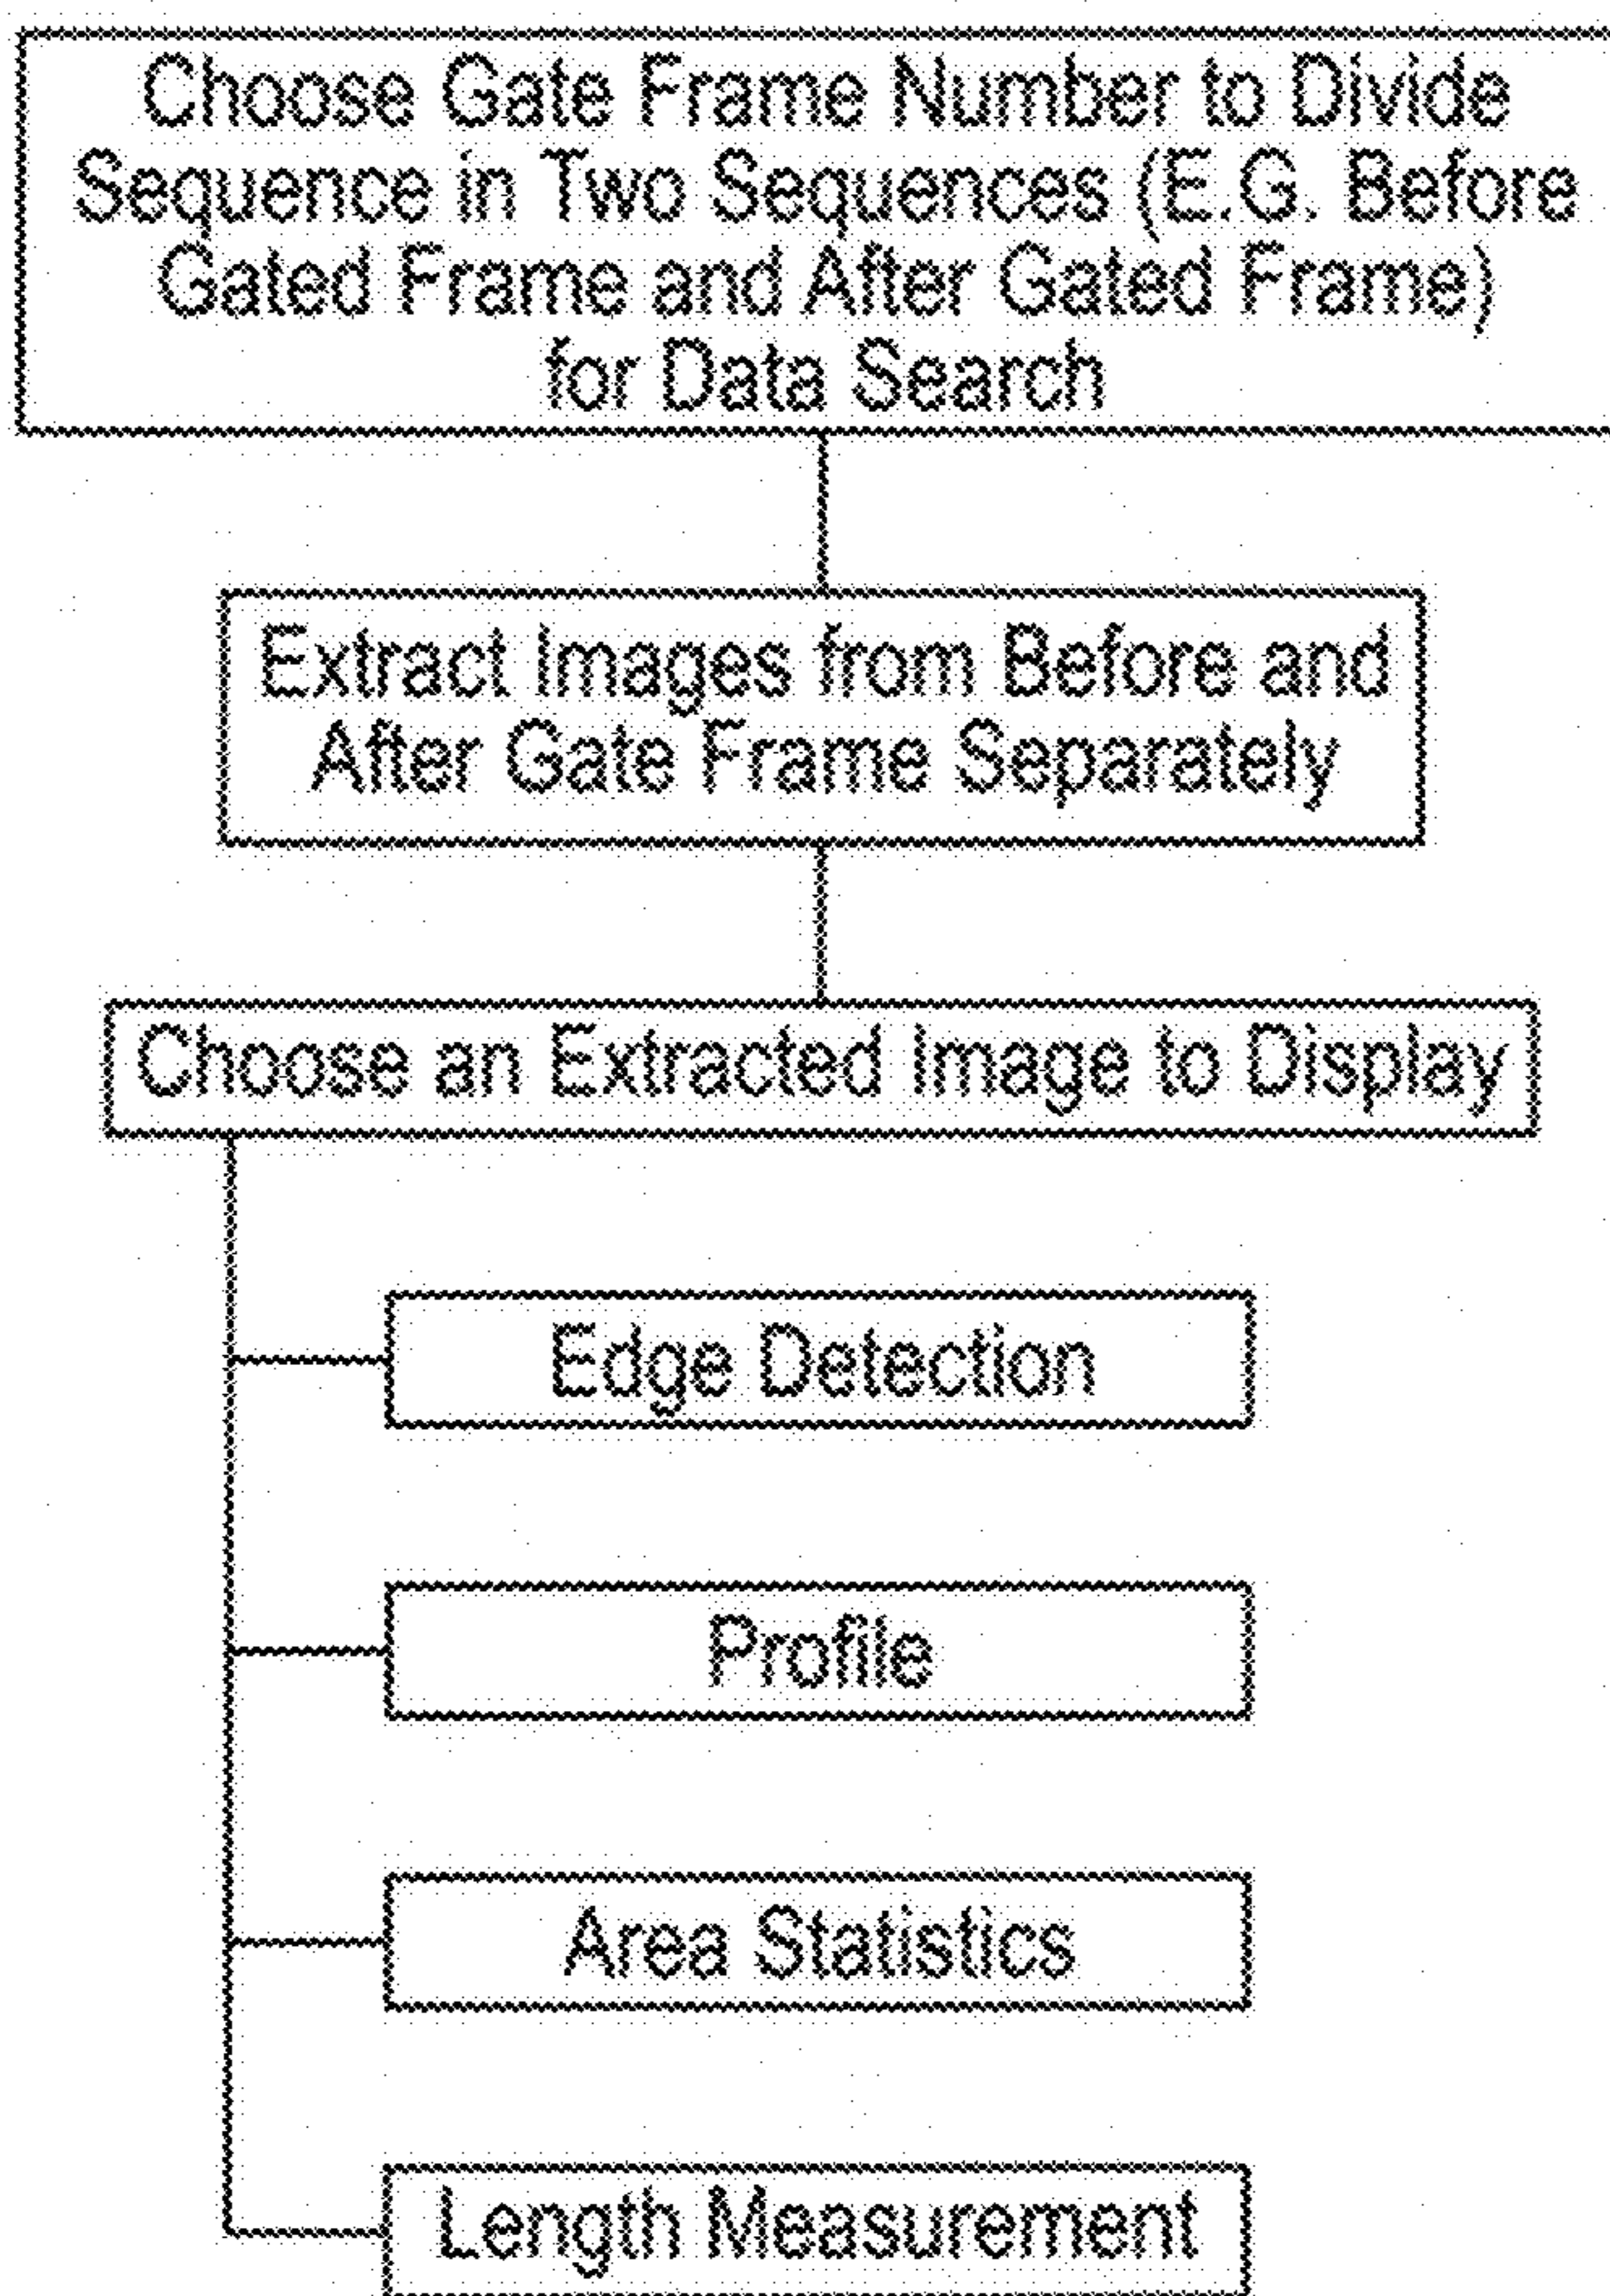 Choose Gate Frame Number to Divide
Sequence in Two Sequences (E.G. Before
Gated Frame and After Gated Frame)
for Data Search
Extract Images from Before and
After Gate Frame Separately
Choose an Extracted Image to Display
Edge Detection
Profile
Area Statistics
Length Measurement